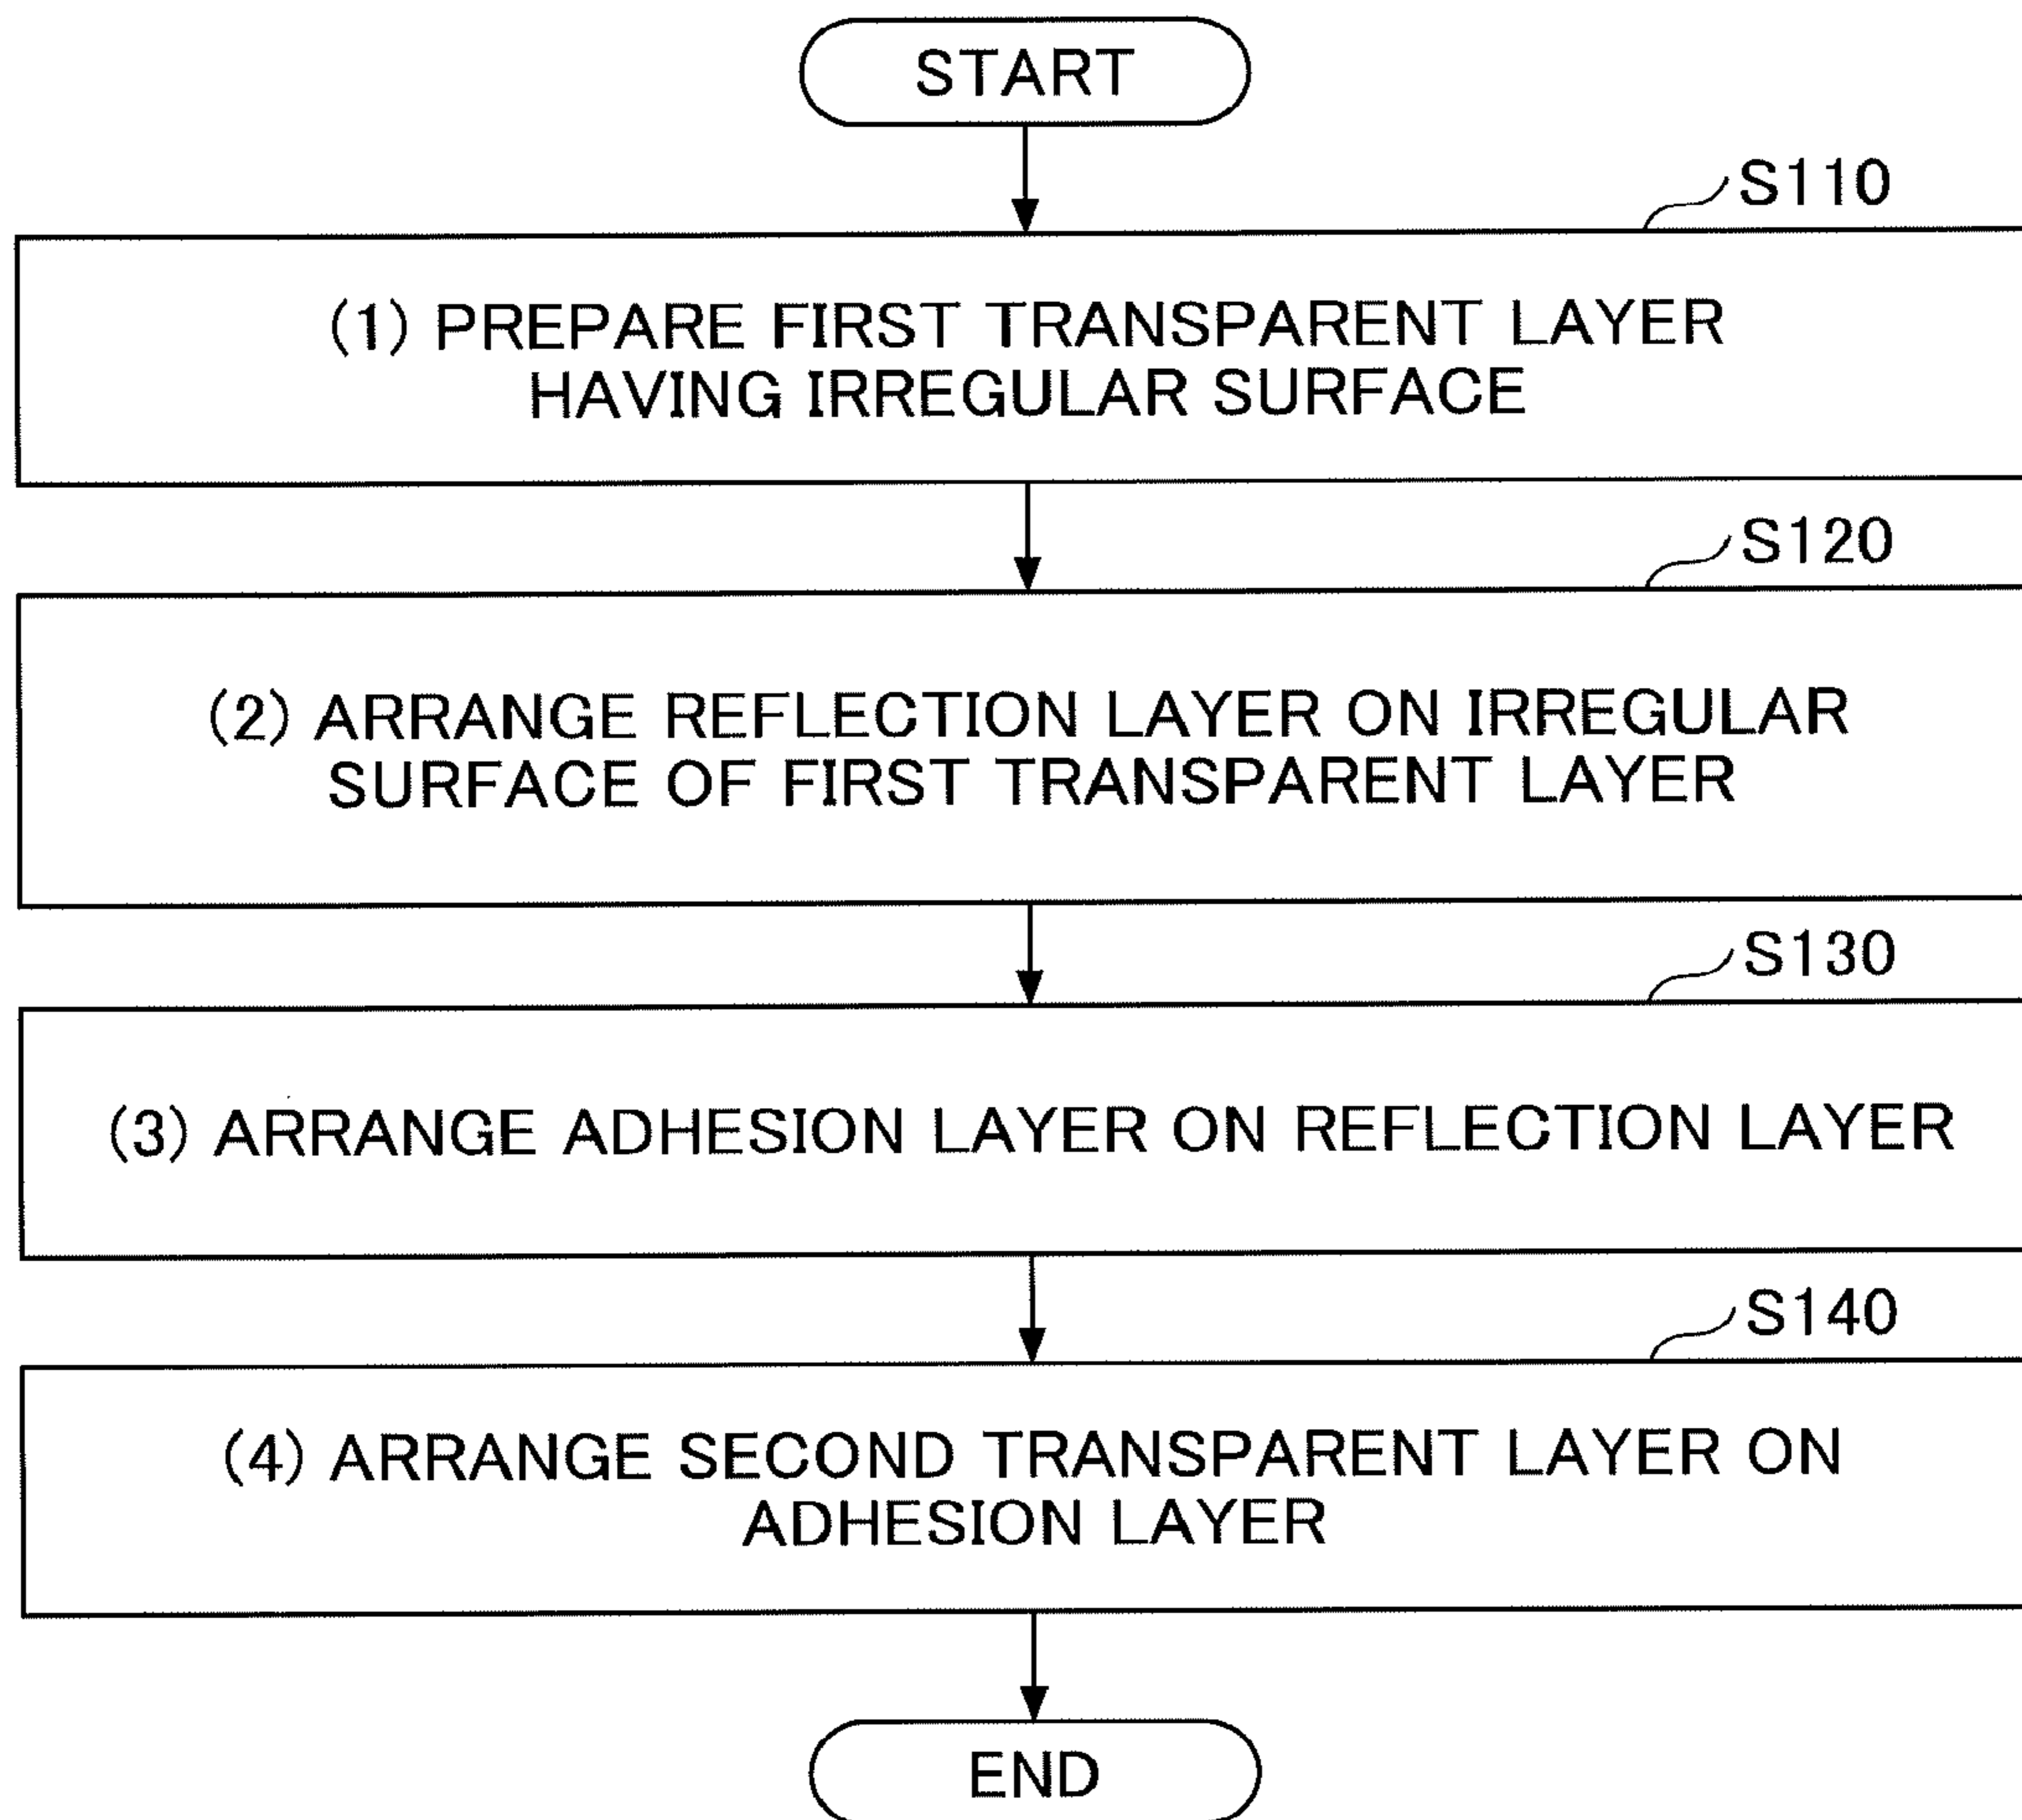 START
S110
(1) PREPARE FIRST TRANSPARENT LAYER
HAVING IRREGULAR SURFACE
S120
(2) ARRANGE REFLECTION LAYER ON IRREGULAR
SURFACE OF FIRST TRANSPARENT LAYER
S130
(3) ARRANGE ADHESION LAYER ON REFLECTION LAYER
S140
(4) ARRANGE SECOND TRANSPARENT LAYER ON
ADHESION LAYER
END